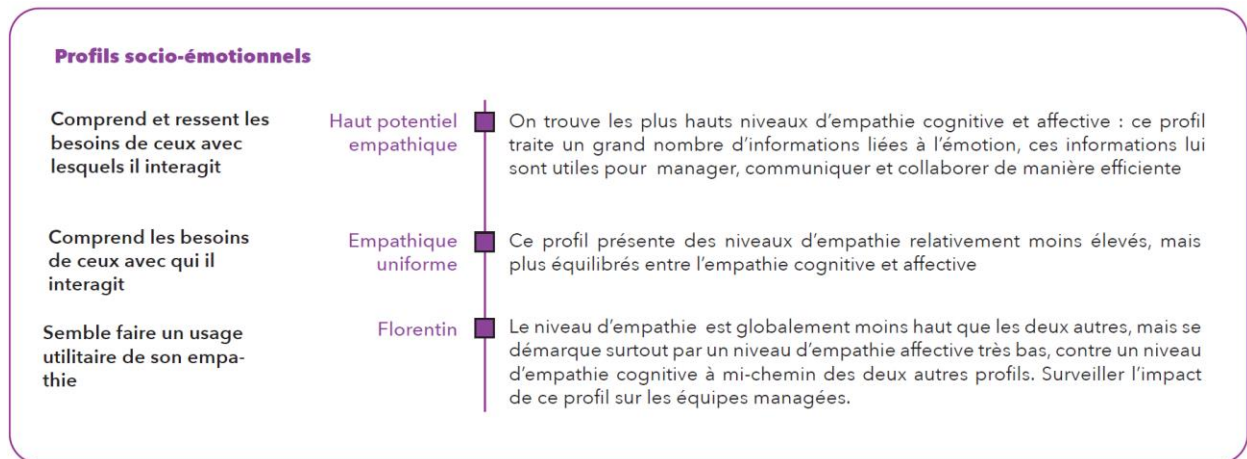 Profils socio-émotionnels
Comprend et ressent les
besoins de ceux avec
lesquels il interagit
Haut potentiel
empathique
On trouve les plus hauts niveaux d'empathie cognitive et affective : ce profil
traite un grand nombre d'informations liées à l'émotion, ces informations lui
sont utiles pour manager, communiquer et collaborer de manière efficiente
Comprend les besoins
de ceux avec qui il
interagit
Empathique
uniforme
Ce profil présente des niveaux d'empathie relativement moins élevés, mais
plus équilibrés entre l'empathie cognitive et affective
Semble faire un usage
utilitaire de son empa-
thie
Florentin
Le niveau d'empathie est globalement moins haut que les deux autres, mais se
démarque surtout par un niveau d'empathie affective très bas, contre un niveau
d'empathie cognitive à mi-chemin des deux autres profils. Surveiller l'impact
de ce profil sur les équipes managées.